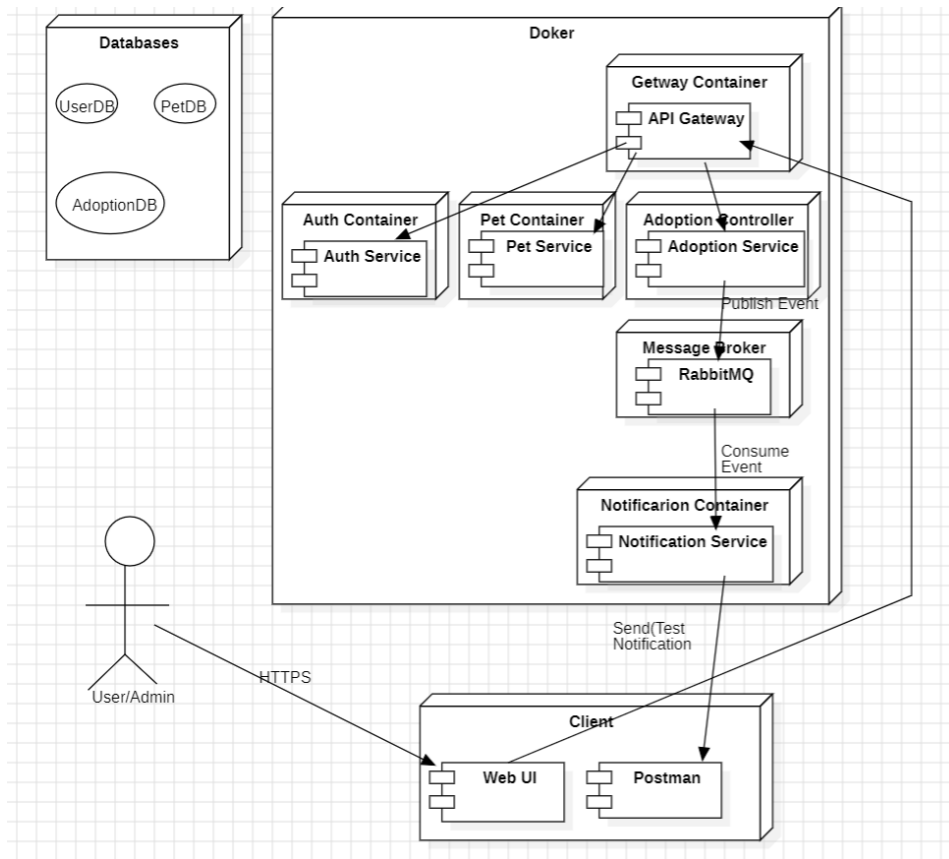 Databases
UserDB
PetDB
AdoptionDB
Doker
Getway Container
API Gateway
Auth Container
Auth Service
Pet Container
Pet Service
Adoption Controller
Adoption Service
Publish Event
Message Broker
RabbitMQ
Consume
Event
Notificarion Container
Notification Service
Send(Test
Notification
User/Admin
HTTPS
Client
Web UI
Postman